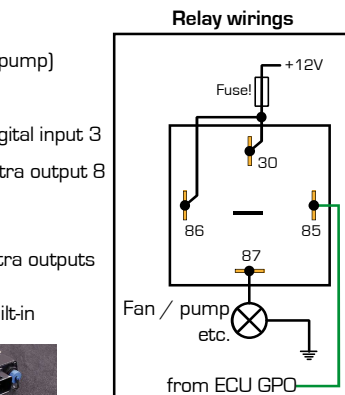 Relay wirings
pump)
gital input 3
tra output 8
tra outputs
ilt-in
+12V
Fuse!
30
86
85
87
Fan / pump
etc.
from ECU GPO